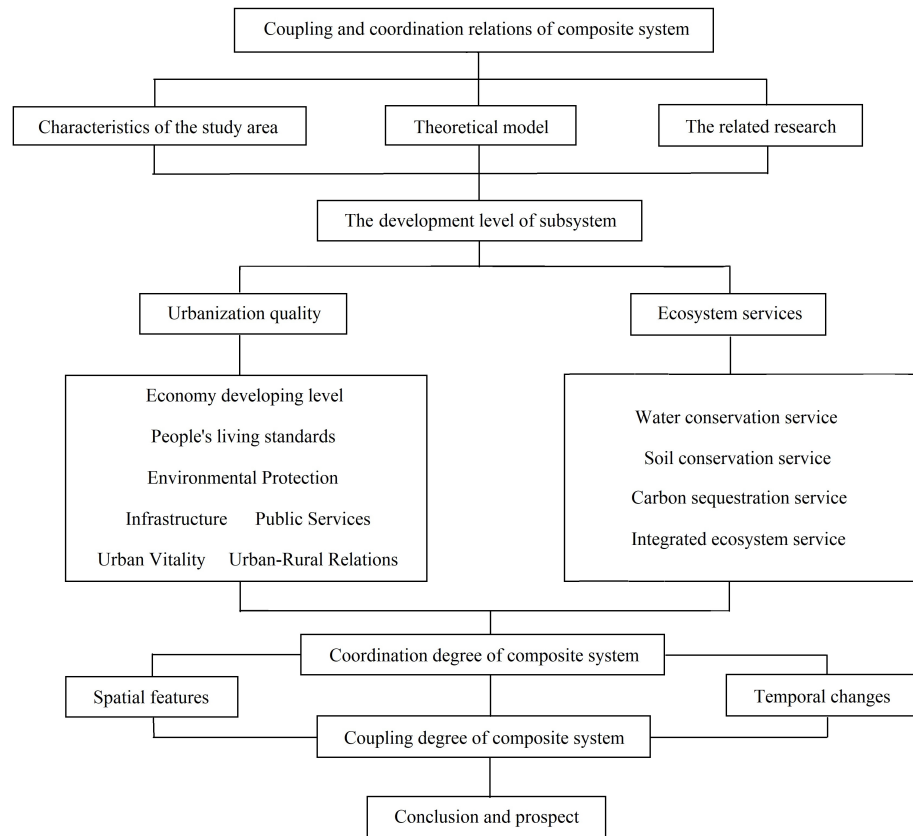 Coupling and coordination relations of composite system
Characteristics of the study area
Theoretical model
The related research
The development level of subsystem
Urbanization quality
Ecosystem services
Economy developing level
People's living standards
Environmental Protection
Infrastructure Public Services
Urban Vitality Urban-Rural Relations
Water conservation service
Soil conservation service
Carbon sequestration service
Integrated ecosystem service
Coordination degree of composite system
Spatial features
Temporal changes
Coupling degree of composite system
Conclusion and prospect